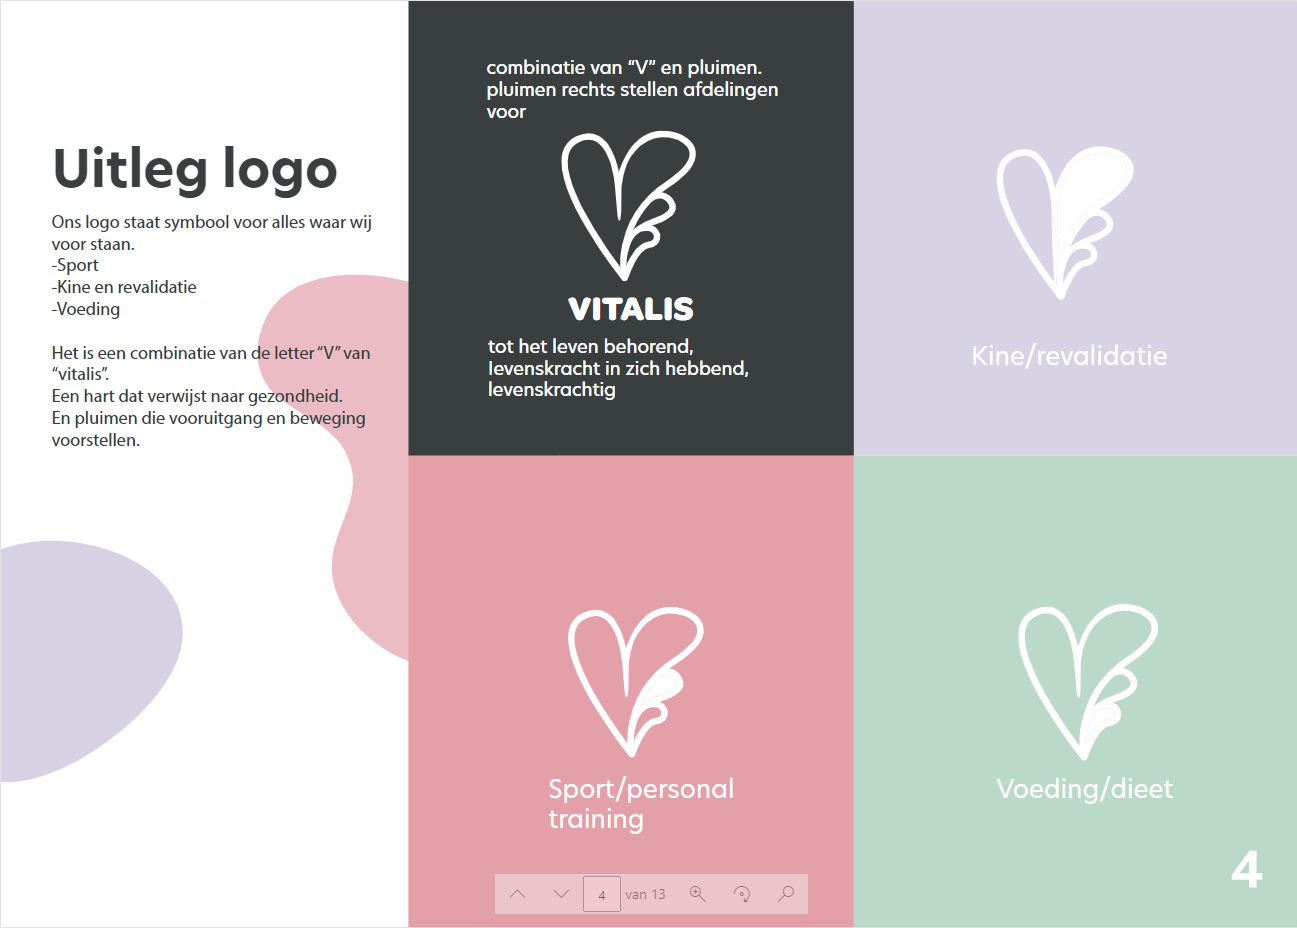 Uitleg logo
Ons logo staat symbool voor alles waar wij
voor staan.
-Sport
-Kine en revalidatie
-Voeding
Het is een combinatie van de letter “V” van
“vitalis”.
Een hart dat verwijst naar gezondheid.
En pluimen die vooruitgang en beweging
voorstellen.
combinatie van “V” en pluimen.
pluimen rechts stellen afdelingen
voor
VITALIS
tot het leven behorend,
levenskracht in zich hebbend,
levenskrachtig
Kine/revalidatie
Sport/personal
training
Voeding/dieet
4
4 van 13